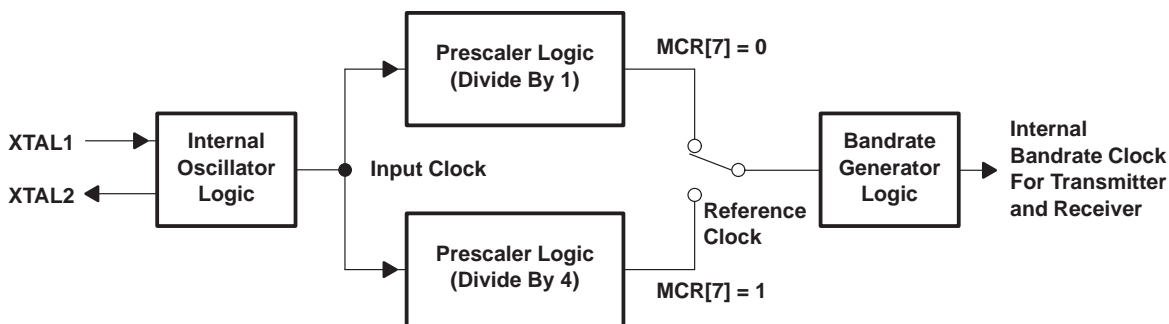 XTAL1
XTAL2
Internal
Oscillator
Logic
Input Clock
Prescaler Logic
(Divide By 1)
MCR[7] = 0
Prescaler Logic
(Divide By 4)
MCR[7] = 1
Reference
Clock
Bandrate
Generator
Logic
Internal
Bandrate Clock
For Transmitter
and Receiver